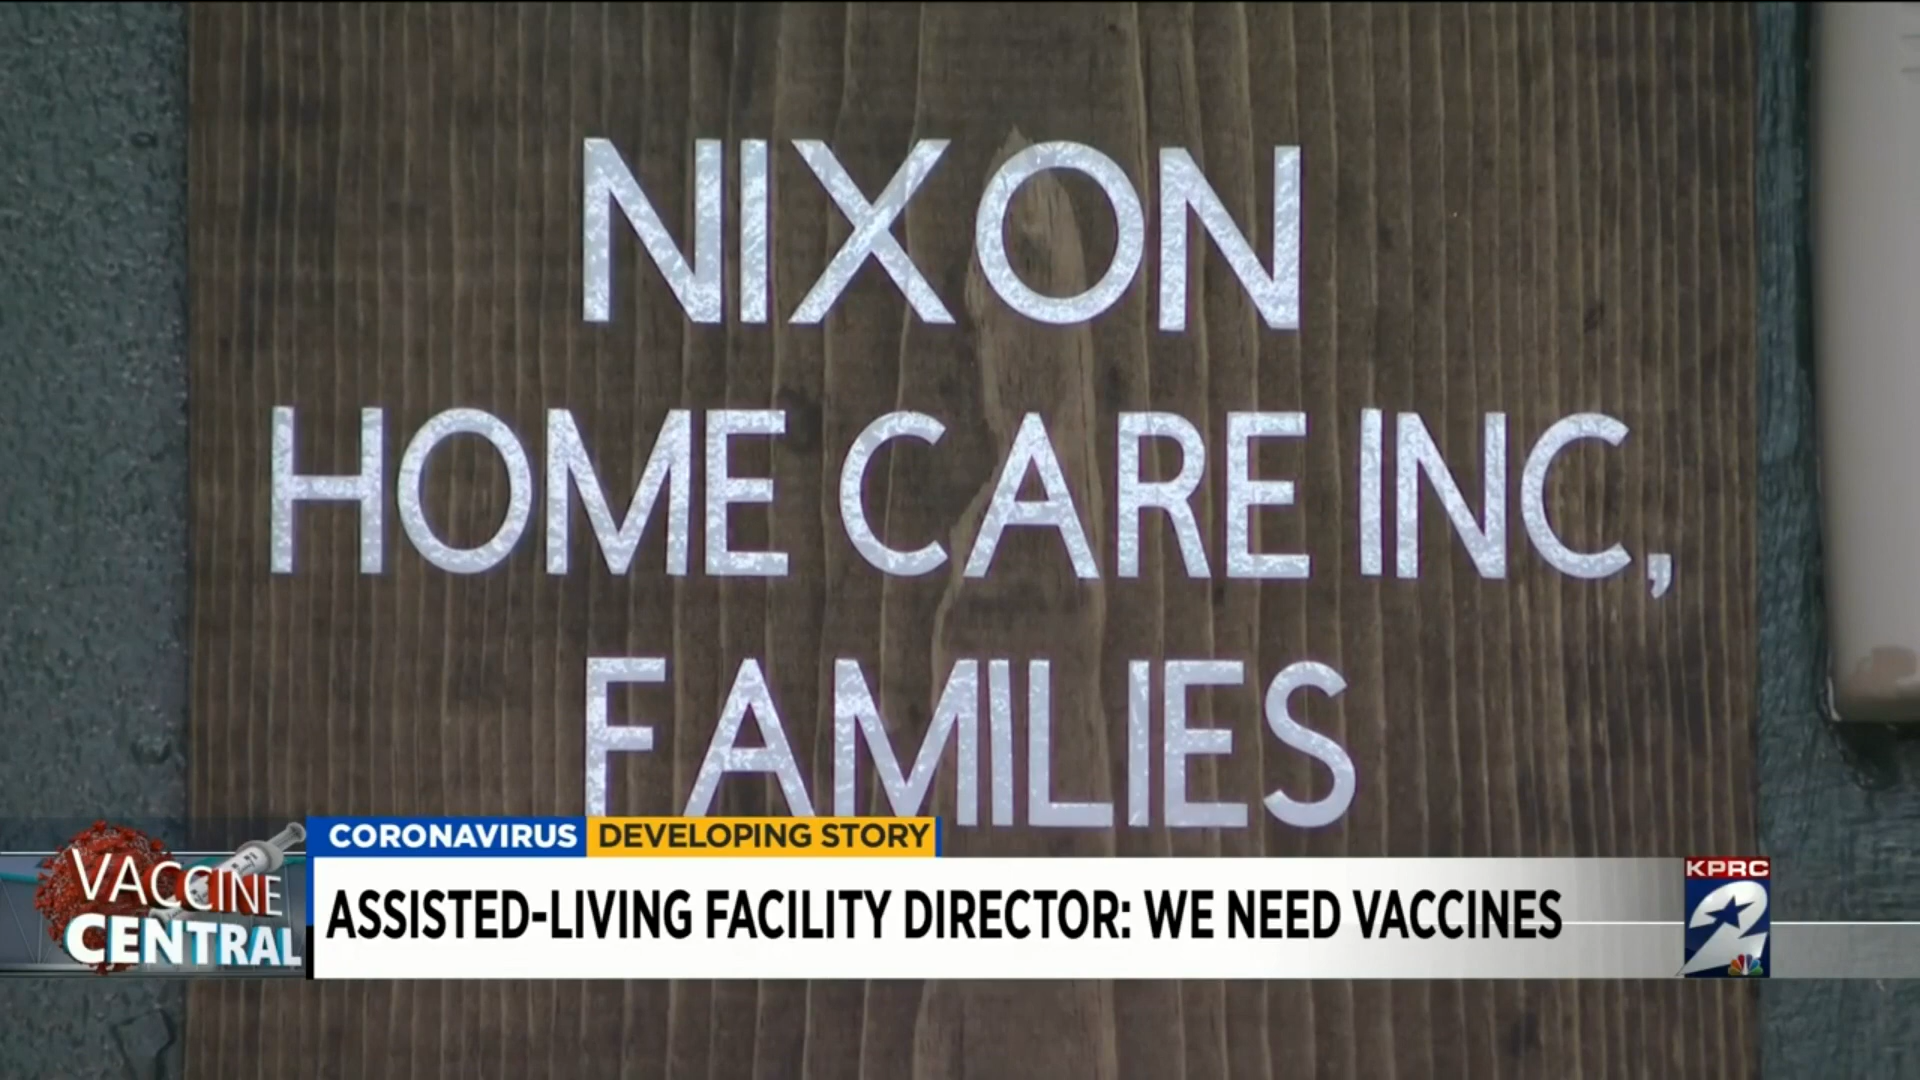 NIXON
HOME CARE INC,
FAMILIES
CORONAVIRUS DEVELOPING STORY
VACCINE
CENTRAL
ASSISTED-LIVING FACILITY DIRECTOR: WE NEED VACCINES
KPRC
2